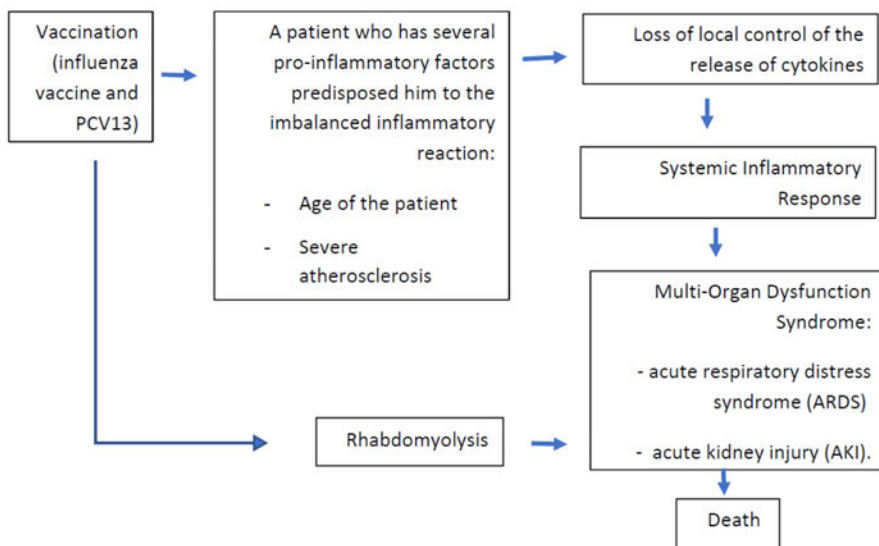 Vaccination
(influenza
vaccine and
PCV13)
A patient who has several
pro-inflammatory factors
predisposed him to the
imbalanced inflammatory
reaction:
- Age of the patient
- Severe
atherosclerosis
Loss of local control of the
release of cytokines
Systemic Inflammatory
Response
Multi-Organ Dysfunction
Syndrome:
- acute respiratory distress
syndrome (ARDS)
- acute kidney injury (AKI).
Rhabdomyolysis
Death